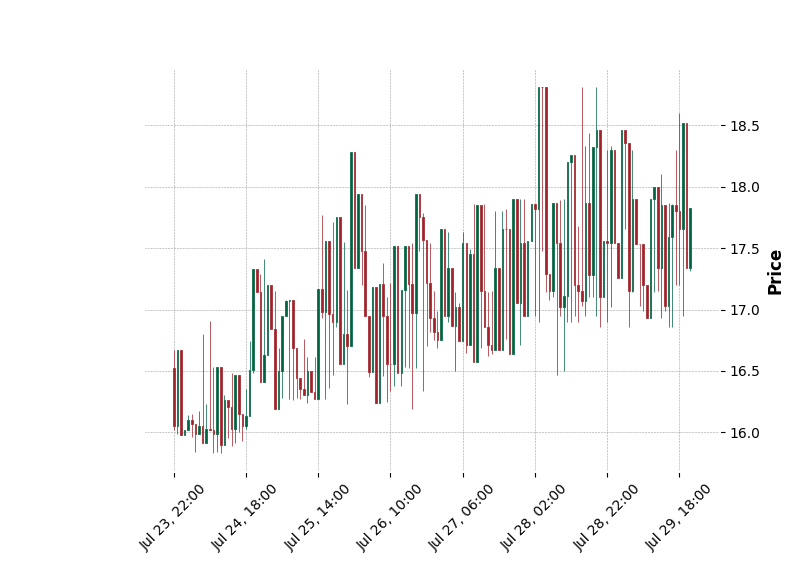 18.5
18.0
17.5
17.0
16.5
16.0
Price
Jul 23, 22:00
Jul 24, 18:00
Jul 25, 14:00
Jul 26, 10:00
Jul 27, 06:00
Jul 28, 02:00
Jul 28, 22:00
Jul 29, 18:00